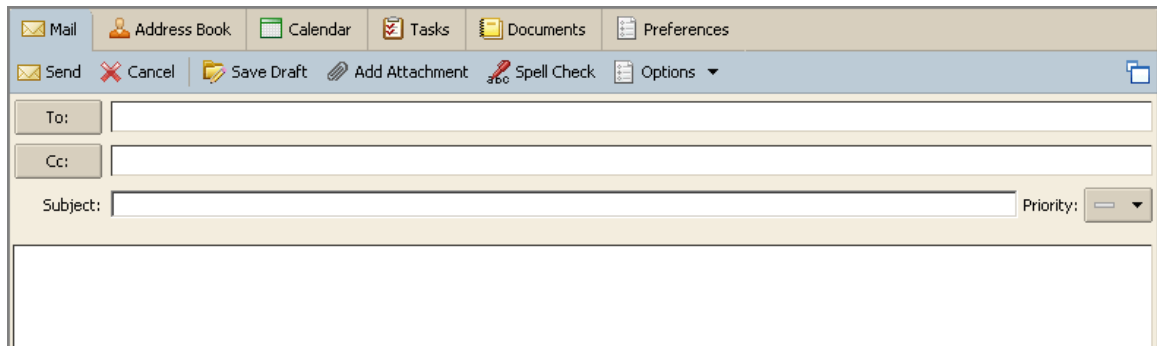 Mail Address Book Calendar Tasks Documents Preferences
Send Cancel Save Draft Add Attachment abc Spell Check Options
To:
Cc:
Subject: Priority: